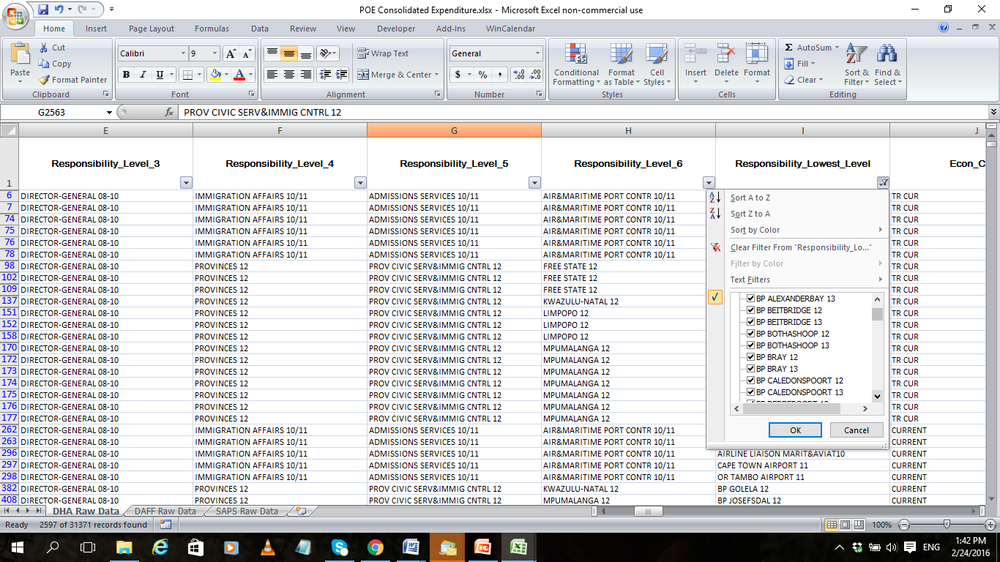 POE Consolidated Expenditure.xlsx - Microsoft Excel non-commercial use
Home Insert Page Layout Formulas Data Review View Developer Add-Ins WinCalendar
Paste Cut Copy Format Painter Clipboard
Calibri 9 B I U A A A Font
Wrap Text Merge & Center Alignment
General $ % , .00 .0 Number
Conditional Formatting Format as Table Cell Styles Styles
Insert Delete Format Cells
Σ AutoSum Fill Clear Sort & Filter Find & Select Editing
G2563 fx PROV CIVIC SERV&IMMIG CNTRL 12
E F G H I J
1 Responsibility_Level_3 Responsibility_Level_4 Responsibility_Level_5 Responsibility_Level_6 Responsibility_Lowest_Level Econ_C
6 DIRECTOR-GENERAL 08-10 IMMIGRATION AFFAIRS 10/11 ADMISSIONS SERVICES 10/11 AIR&MARITIME PORT CONTR 10/11 TR CUR
7 DIRECTOR-GENERAL 08-10 IMMIGRATION AFFAIRS 10/11 ADMISSIONS SERVICES 10/11 AIR&MARITIME PORT CONTR 10/11 TR CUR
74 DIRECTOR-GENERAL 08-10 IMMIGRATION AFFAIRS 10/11 ADMISSIONS SERVICES 10/11 AIR&MARITIME PORT CONTR 10/11 TR CUR
75 DIRECTOR-GENERAL 08-10 IMMIGRATION AFFAIRS 10/11 ADMISSIONS SERVICES 10/11 AIR&MARITIME PORT CONTR 10/11 TR CUR
76 DIRECTOR-GENERAL 08-10 IMMIGRATION AFFAIRS 10/11 ADMISSIONS SERVICES 10/11 AIR&MARITIME PORT CONTR 10/11 TR CUR
78 DIRECTOR-GENERAL 08-10 IMMIGRATION AFFAIRS 10/11 ADMISSIONS SERVICES 10/11 AIR&MARITIME PORT CONTR 10/11 TR CUR
98 DIRECTOR-GENERAL 08-10 PROVINCES 12 PROV CIVIC SERV&IMMIG CNTRL 12 FREE STATE 12 TR CUR
102 DIRECTOR-GENERAL 08-10 PROVINCES 12 PROV CIVIC SERV&IMMIG CNTRL 12 FREE STATE 12 TR CUR
109 DIRECTOR-GENERAL 08-10 PROVINCES 12 PROV CIVIC SERV&IMMIG CNTRL 12 FREE STATE 12 TR CUR
137 DIRECTOR-GENERAL 08-10 PROVINCES 12 PROV CIVIC SERV&IMMIG CNTRL 12 KWAZULU-NATAL 12 TR CUR
151 DIRECTOR-GENERAL 08-10 PROVINCES 12 PROV CIVIC SERV&IMMIG CNTRL 12 LIMPOPO 12 TR CUR
152 DIRECTOR-GENERAL 08-10 PROVINCES 12 PROV CIVIC SERV&IMMIG CNTRL 12 LIMPOPO 12 TR CUR
158 DIRECTOR-GENERAL 08-10 PROVINCES 12 PROV CIVIC SERV&IMMIG CNTRL 12 LIMPOPO 12 TR CUR
170 DIRECTOR-GENERAL 08-10 PROVINCES 12 PROV CIVIC SERV&IMMIG CNTRL 12 MPUMALANGA 12 TR CUR
172 DIRECTOR-GENERAL 08-10 PROVINCES 12 PROV CIVIC SERV&IMMIG CNTRL 12 MPUMALANGA 12 TR CUR
173 DIRECTOR-GENERAL 08-10 PROVINCES 12 PROV CIVIC SERV&IMMIG CNTRL 12 MPUMALANGA 12 TR CUR
174 DIRECTOR-GENERAL 08-10 PROVINCES 12 PROV CIVIC SERV&IMMIG CNTRL 12 MPUMALANGA 12 TR CUR
175 DIRECTOR-GENERAL 08-10 PROVINCES 12 PROV CIVIC SERV&IMMIG CNTRL 12 MPUMALANGA 12 TR CUR
176 DIRECTOR-GENERAL 08-10 PROVINCES 12 PROV CIVIC SERV&IMMIG CNTRL 12 MPUMALANGA 12 TR CUR
177 DIRECTOR-GENERAL 08-10 PROVINCES 12 PROV CIVIC SERV&IMMIG CNTRL 12 MPUMALANGA 12 TR CUR
262 DIRECTOR-GENERAL 08-10 IMMIGRATION AFFAIRS 10/11 ADMISSIONS SERVICES 10/11 AIR&MARITIME PORT CONTR 10/11 CURRENT
263 DIRECTOR-GENERAL 08-10 IMMIGRATION AFFAIRS 10/11 ADMISSIONS SERVICES 10/11 AIR&MARITIME PORT CONTR 10/11 CURRENT
296 DIRECTOR-GENERAL 08-10 IMMIGRATION AFFAIRS 10/11 ADMISSIONS SERVICES 10/11 AIR&MARITIME PORT CONTR 10/11 AIRLINE LIAISON MARIT&AVIAT10 CURRENT
297 DIRECTOR-GENERAL 08-10 IMMIGRATION AFFAIRS 10/11 ADMISSIONS SERVICES 10/11 AIR&MARITIME PORT CONTR 10/11 CAPE TOWN AIRPORT 11 CURRENT
298 DIRECTOR-GENERAL 08-10 IMMIGRATION AFFAIRS 10/11 ADMISSIONS SERVICES 10/11 AIR&MARITIME PORT CONTR 10/11 OR TAMBO AIRPORT 11 CURRENT
382 DIRECTOR-GENERAL 08-10 PROVINCES 12 PROV CIVIC SERV&IMMIG CNTRL 12 KWAZULU-NATAL 12 BP GOLELA 12 CURRENT
408 DIRECTOR-GENERAL 08-10 PROVINCES 12 PROV CIVIC SERV&IMMIG CNTRL 12 MPUMALANGA 12 BP JOSEFSDAL 12 CURRENT
Sort A to Z
Sort Z to A
Sort by Color
Clear Filter From "Responsibility_Lo..."
Filter by Color
Text Filters
BP ALEXANDERBAY 13
BP BEITBRIDGE 12
BP BEITBRIDGE 13
BP BOTHASHOOP 12
BP BOTHASHOOP 13
BP BRAY 12
BP BRAY 13
BP CALEDONSPOORT 12
BP CALEDONSPOORT 13
OK Cancel
DHA Raw Data DAFF Raw Data SAPS Raw Data
Ready 2597 of 31371 records found 100%
ENG 1:42 PM
2/24/2016